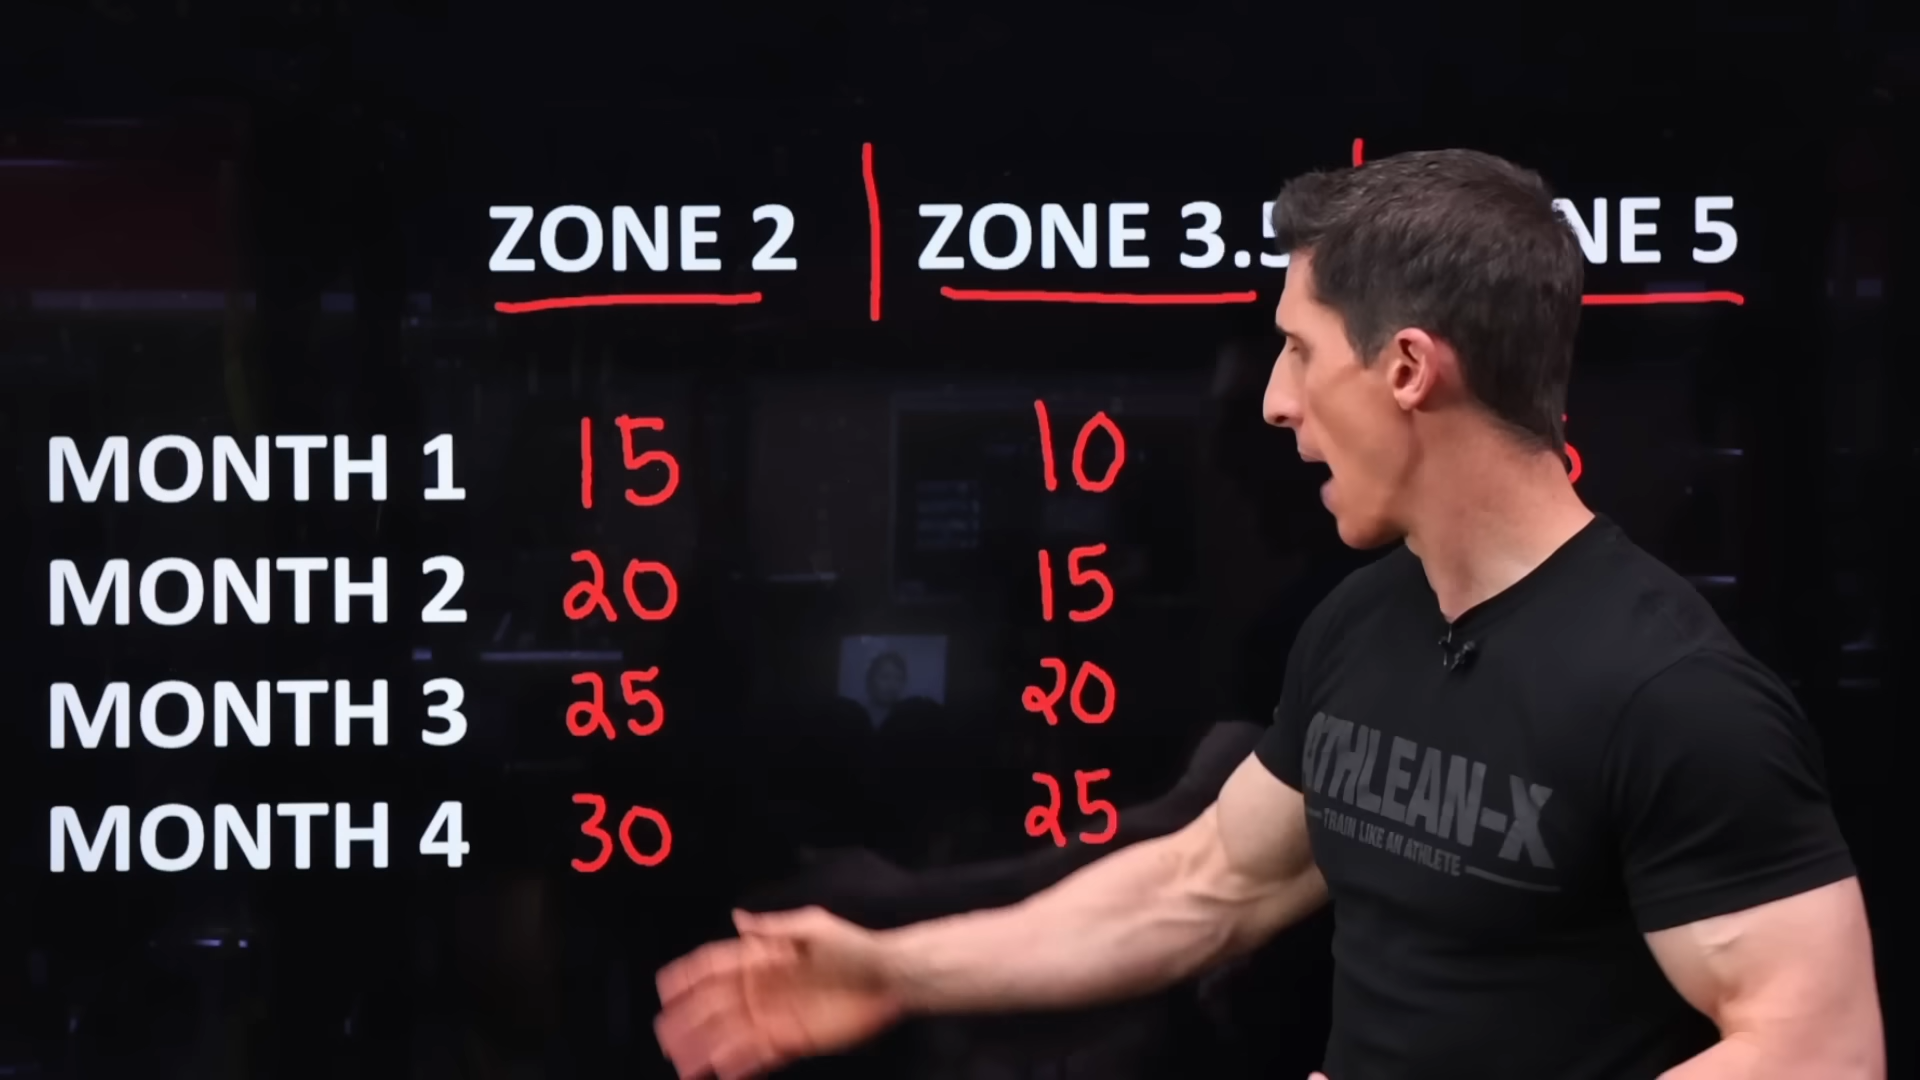 ZONE 2 ZONE 3.5 NE 5
MONTH 1 15 10
MONTH 2 20 15
MONTH 3 25 20
MONTH 4 30 25
ATHLEAN-X
TRAIN LIKE AN ATHLETE